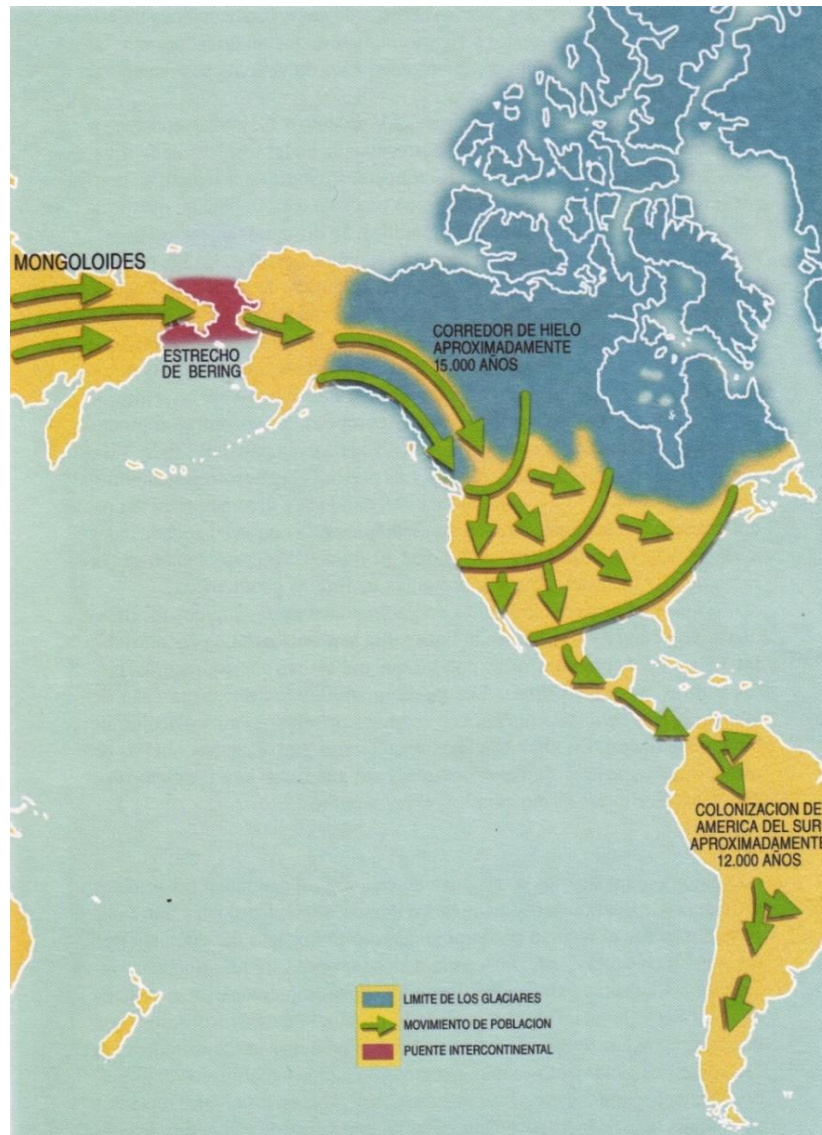 MONGOLOIDES
ESTRECHO
DE BERING
CORREDOR DE HIELO
APROXIMADAMENTE
15.000 AÑOS
COLONIZACION DE
AMERICA DEL SUR
APROXIMADAMENTE
12.000 AÑOS
LIMITE DE LOS GLACIARES
MOVIMIENTO DE POBLACION
PUENTE INTERCONTINENTAL